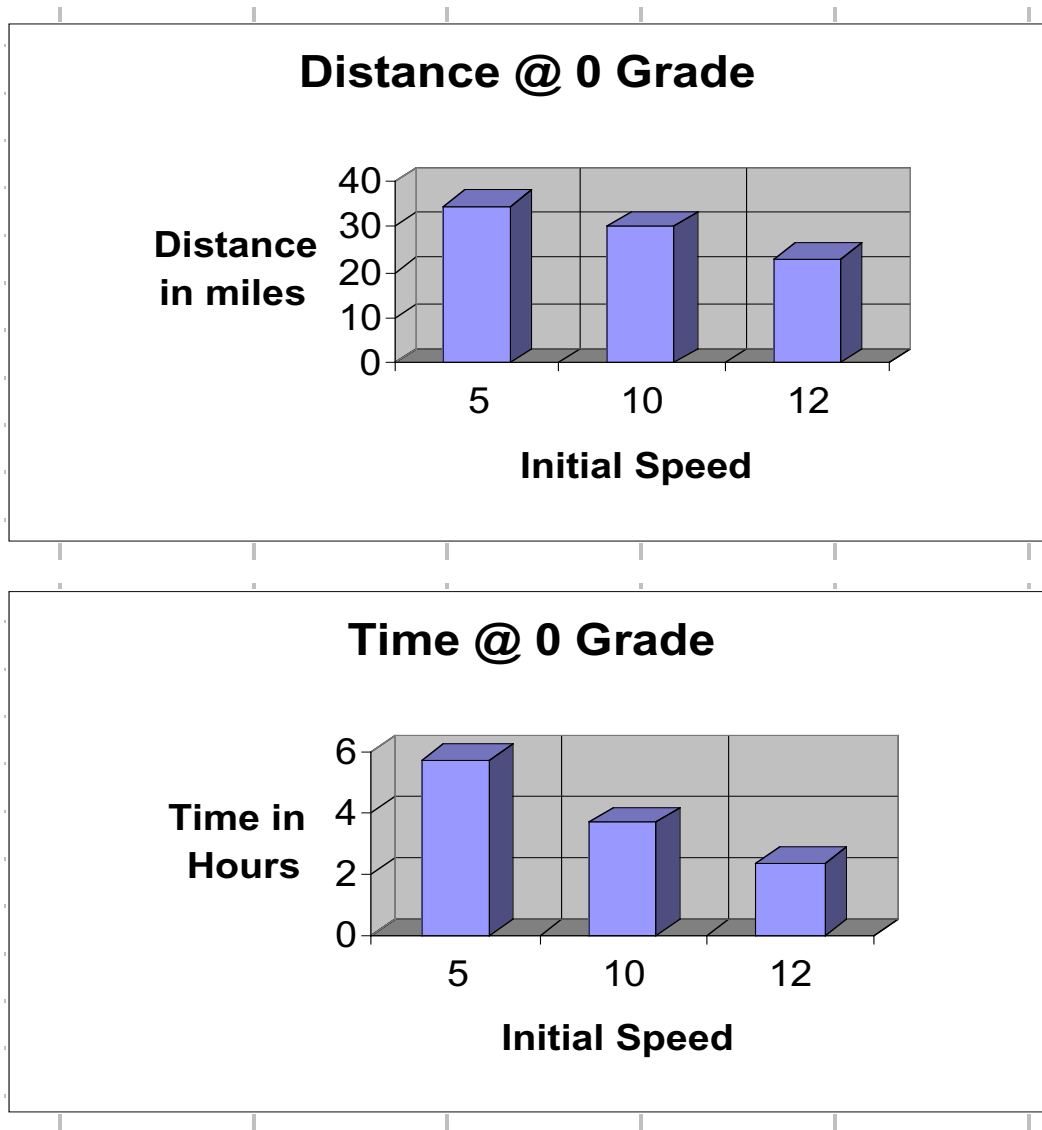 Distance @ 0 Grade
40
30
20
10
0
Distance
in miles
5 10 12
Initial Speed
Time @ 0 Grade
6
4
2
0
Time in
Hours
5 10 12
Initial Speed